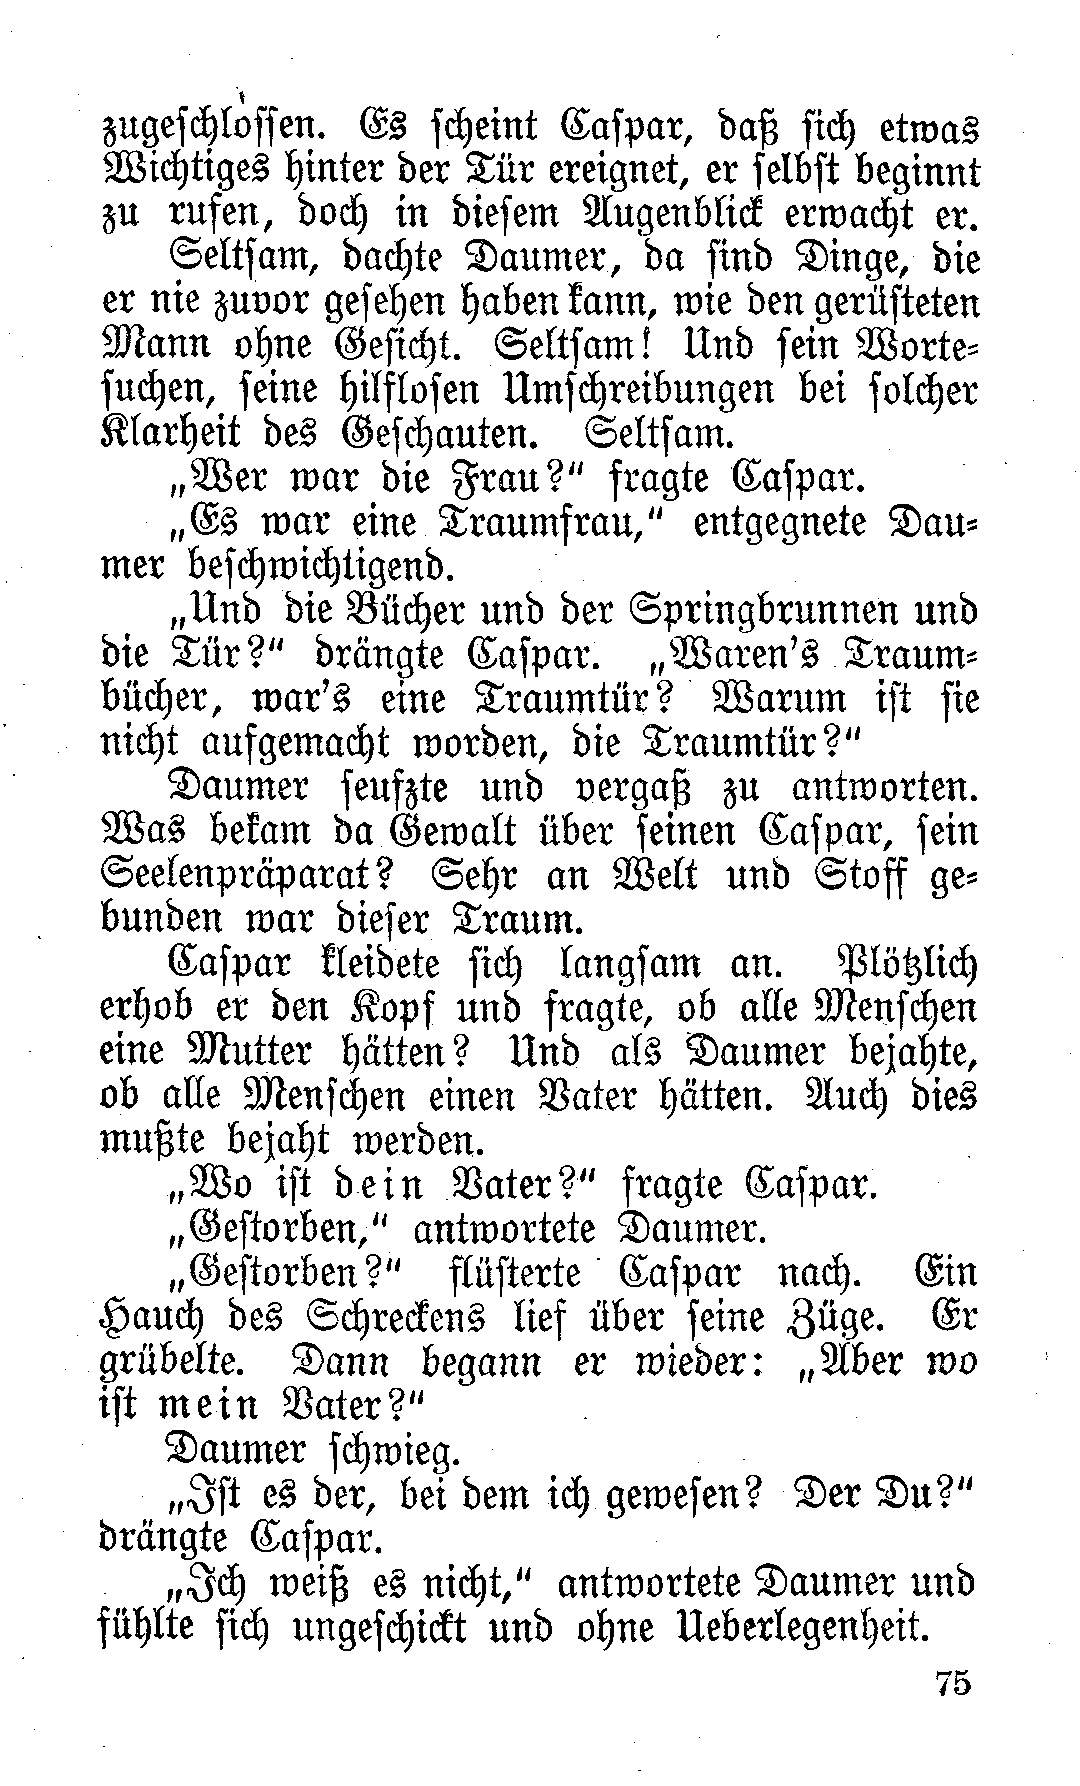 zugeschlossen. Es scheint Caspar, daß sich etwas
Wichtiges hinter der Tür ereignet, er selbst beginnt
zu rufen, doch in diesem Augenblick erwacht er.
Seltsam, dachte Daumer, da sind Dinge, die
er nie zuvor gesehen haben kann, wie den gerüsteten
Mann ohne Gesicht. Seltsam! Und sein Worte-
suchen, seine hilflosen Umschreibungen bei solcher
Klarheit des Geschauten. Seltsam.
„Wer war die Frau?“ fragte Caspar.
„Es war eine Traumfrau,“ entgegnete Dau-
mer beschwichtigend.
„Und die Bücher und der Springbrunnen und
die Tür?“ drängte Caspar. „Waren's Traum-
bücher, war's eine Traumtür? Warum ist sie
nicht aufgemacht worden, die Traumtür?“
Daumer seufzte und vergaß zu antworten.
Was bekam da Gewalt über seinen Caspar, sein
Seelenpräparat? Sehr an Welt und Stoff ge-
bunden war dieser Traum.
Caspar kleidete sich langsam an. Plötzlich
erhob er den Kopf und fragte, ob alle Menschen
eine Mutter hätten? Und als Daumer bejahte,
ob alle Menschen einen Vater hätten. Auch dies
mußte bejaht werden.
„Wo ist dein Vater?“ fragte Caspar.
„Gestorben,“ antwortete Daumer.
„Gestorben?“ flüsterte Caspar nach. Ein
Hauch des Schreckens lief über seine Züge. Er
grübelte. Dann begann er wieder: „Aber wo
ist mein Vater?“
Daumer schwieg.
„Ist es der, bei dem ich gewesen? Der Du?“
drängte Caspar.
„Ich weiß es nicht,“ antwortete Daumer und
fühlte sich ungeschickt und ohne Ueberlegenheit.
75